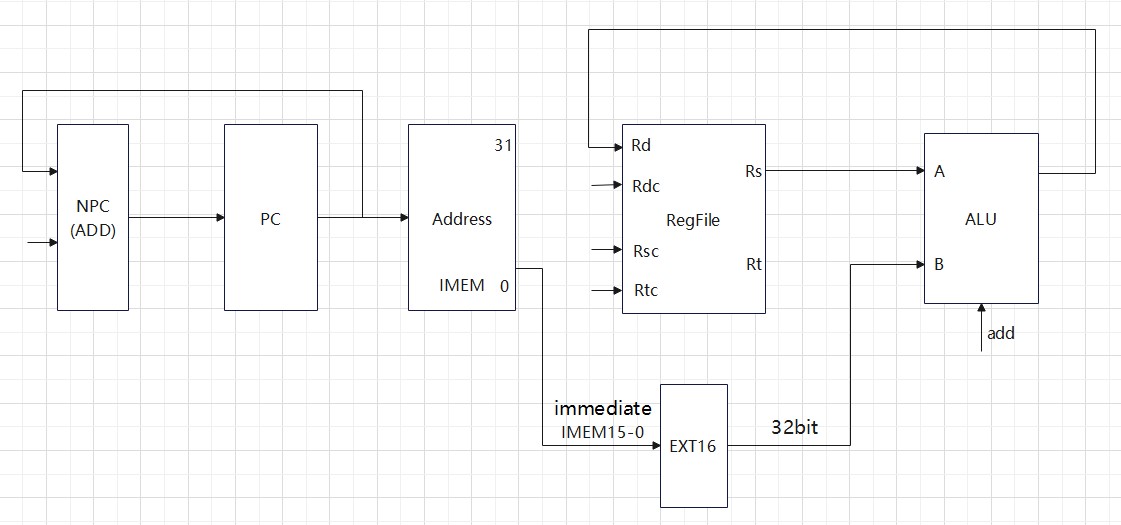 NPC
(ADD)
PC
31
Address
IMEM 0
Rd
Rdc
RegFile
Rsc
Rtc
Rs
Rt
A
ALU
B
add
immediate
IMEM15-0
EXT16
32bit